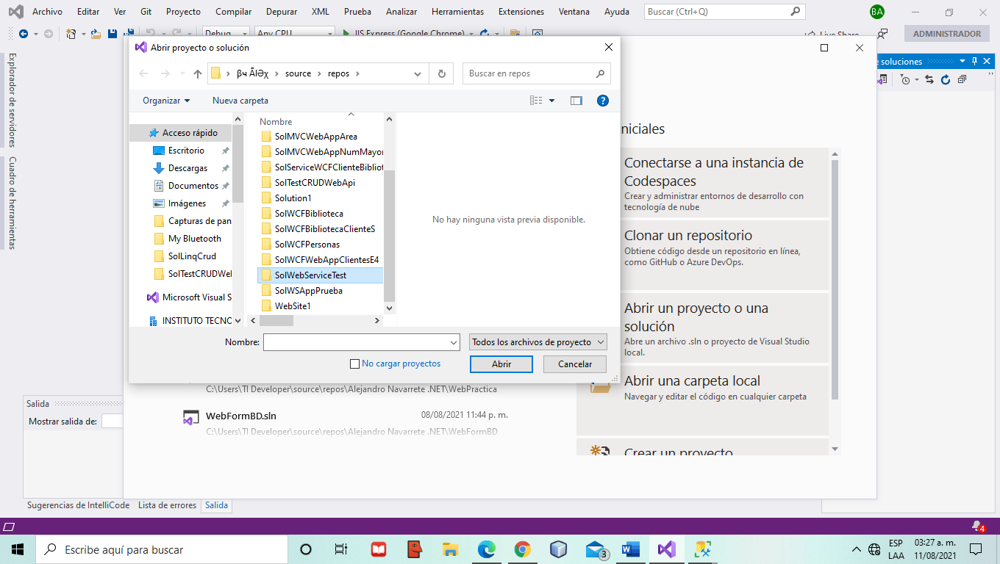 Archivo Editar Ver Git Proyecto Compilar Depurar XML Prueba Analizar Herramientas Extensiones Ventana Ayuda Buscar (Ctrl+Q) BA
Debug Any CPU IIS Express (Google Chrome) Live Share ADMINISTRADOR
Explorador de servidores
Cuadro de herramientas
Abrir proyecto o solución
source repos
Buscar en repos
Organizar Nueva carpeta
Acceso rápido
Escritorio
Descargas
Documentos
Imágenes
Capturas de pan
My Bluetooth
SolLinqCrud
SolTestCRUDWel
Microsoft Visual S
INSTITUTO TECNC
Nombre
SolMVCWebAppArea
SolMVCWebAppNumMayor
SolServiceWCFClienteBibliot
SolTestCRUDWebApi
Solution1
SolWCFBiblioteca
SolWCFBibliotecaClienteS
SolWCFPersonas
SolWCFWebAppClientesE4
SolWebServiceTest
SolWSAppPrueba
WebSite1
No hay ninguna vista previa disponible.
Nombre:
Todos los archivos de proyecto
No cargar proyectos
Abrir Cancelar
C:\Users\TI Developer\source\repos\Alejandro Navarrete .NET\WebPractica
WebFormBD.sln 08/08/2021 11:44 p. m.
C:\Users\TI Developer\source\repos\Alejandro Navarrete .NET\WebFormBD
niciales
Conectarse a una instancia de
Codespaces
Crear y administrar entornos de desarrollo con
tecnología de nube
Clonar un repositorio
Obtiene código desde un repositorio en línea,
como GitHub o Azure DevOps.
Abrir un proyecto o una
solución
Abre un archivo .sln o proyecto de Visual Studio
local.
Abrir una carpeta local
Navegar y editar el código en cualquier carpeta
Crear un proyecto
e soluciones
Salida
Mostrar salida de:
Sugerencias de IntelliCode Lista de errores Salida
4
Escribe aquí para buscar
3
ESP
LAA
03:27 a. m.
11/08/2021